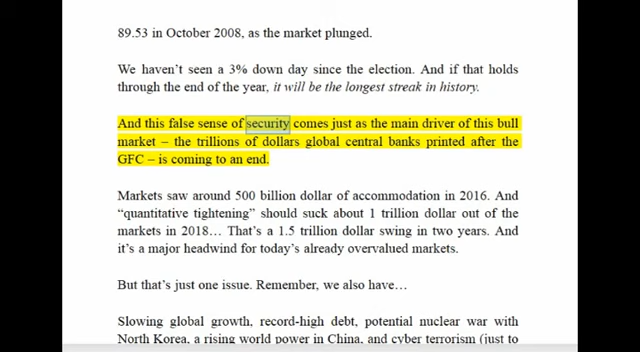 89.53 in October 2008, as the market plunged.
We haven't seen a 3% down day since the election. And if that holds
through the end of the year, it will be the longest streak in history.
And this false sense of security comes just as the main driver of this bull
market – the trillions of dollars global central banks printed after the
GFC – is coming to an end.
Markets saw around 500 billion dollar of accommodation in 2016. And
“quantitative tightening” should suck about 1 trillion dollar out of the
markets in 2018… That's a 1.5 trillion dollar swing in two years. And
it's a major headwind for today's already overvalued markets.
But that's just one issue. Remember, we also have…
Slowing global growth, record-high debt, potential nuclear war with
North Korea, a rising world power in China, and cyber terrorism (just to